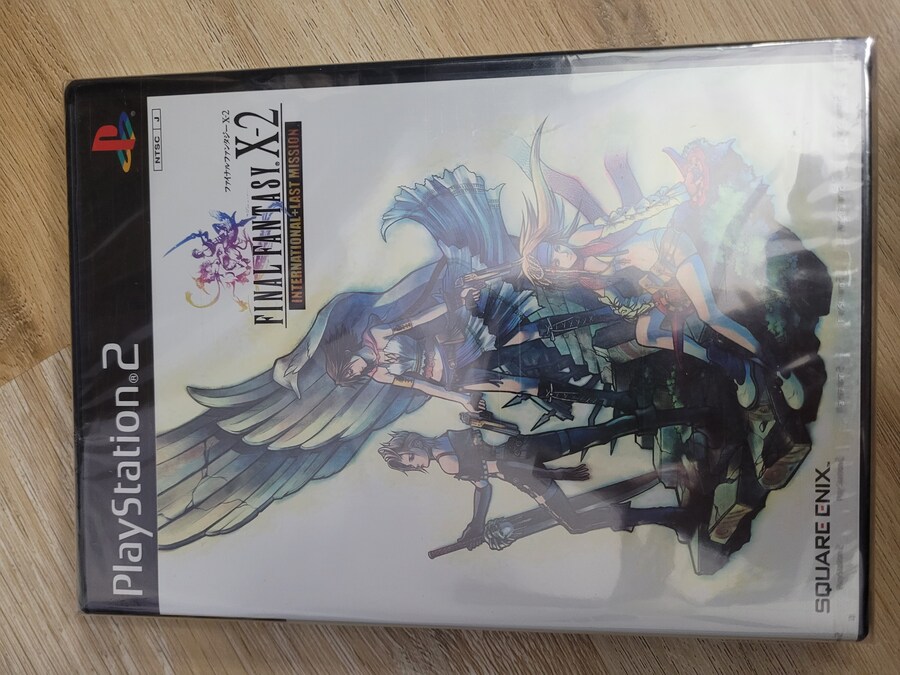 PlayStation®2
NTSC J
ファイナルファンタジーX-2
FINAL FANTASY® X-2
INTERNATIONAL+LAST MISSION
SQUARE ENIX™